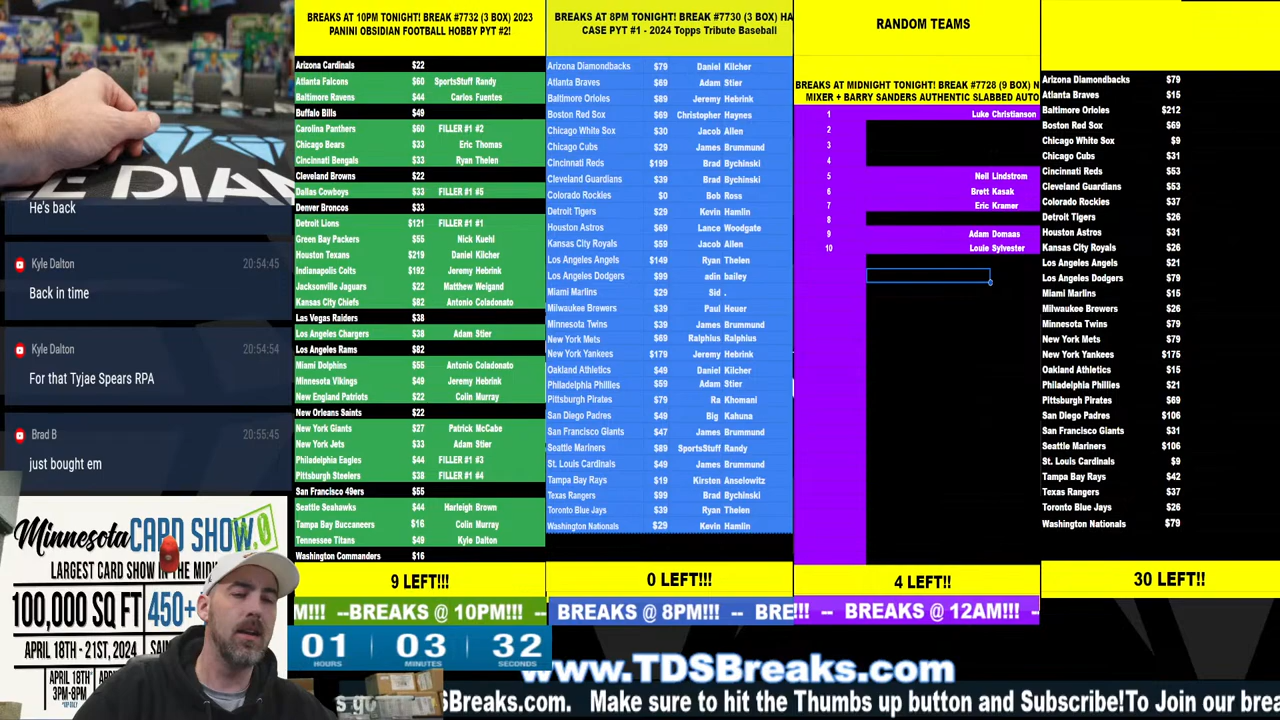 He's back
Kyle Dalton 20:54:45
Back in time
Kyle Dalton 20:54:54
For that Tyjae Spears RPA
Brad B 20:55:45
just bought em
Minnesota CARD SHOW
LARGEST CARD SHOW IN THE MID
100,000 SQ FT 450+
APRIL 18TH - 21ST, 2024
APRIL 18TH
3PM-8PM
BREAKS AT 10PM TONIGHT! BREAK #7732 (3 BOX) 2023
PANINI OBSIDIAN FOOTBALL HOBBY PYT #2!
Arizona Cardinals $22
Atlanta Falcons $60 SportsStuff Randy
Baltimore Ravens $44 Carlos Fuentes
Buffalo Bills $49
Carolina Panthers $60 FILLER #1 #2
Chicago Bears $33 Eric Thomas
Cincinnati Bengals $33 Ryan Thelen
Cleveland Browns $22
Dallas Cowboys $33 FILLER #1 #5
Denver Broncos $33
Detroit Lions $121 FILLER #1 #1
Green Bay Packers $55 Nick Kuehl
Houston Texans $219 Daniel Kilcher
Indianapolis Colts $192 Jeremy Hebrink
Jacksonville Jaguars $22 Matthew Weigand
Kansas City Chiefs $82 Antonio Coladonato
Las Vegas Raiders $38
Los Angeles Chargers $38 Adam Stier
Los Angeles Rams $82
Miami Dolphins $55 Antonio Coladonato
Minnesota Vikings $49 Jeremy Hebrink
New England Patriots $22 Colin Murray
New Orleans Saints $22
New York Giants $27 Patrick McCabe
New York Jets $33 Adam Stier
Philadelphia Eagles $44 FILLER #1 #3
Pittsburgh Steelers $38 FILLER #1 #4
San Francisco 49ers $55
Seattle Seahawks $44 Harleigh Brown
Tampa Bay Buccaneers $16 Colin Murray
Tennessee Titans $49 Kyle Dalton
Washington Commanders $16
9 LEFT!!!
M!!! --BREAKS @ 10PM!!! --
01 03 32
HOURS MINUTES SECONDS
BREAKS AT 8PM TONIGHT! BREAK #7730 (3 BOX) HA
CASE PYT #1 - 2024 Topps Tribute Baseball
Arizona Diamondbacks $79 Daniel Kilcher
Atlanta Braves $69 Adam Stier
Baltimore Orioles $89 Jeremy Hebrink
Boston Red Sox $69 Christopher Haynes
Chicago White Sox $30 Jacob Allen
Chicago Cubs $29 James Brummund
Cincinnati Reds $199 Brad Bychinski
Cleveland Guardians $39 Brad Bychinski
Colorado Rockies $0 Bob Ross
Detroit Tigers $29 Kevin Hamlin
Houston Astros $69 Lance Woodgate
Kansas City Royals $59 Jacob Allen
Los Angeles Angels $149 Ryan Thelen
Los Angeles Dodgers $99 adin bailey
Miami Marlins $29 Sid .
Milwaukee Brewers $39 Paul Heuer
Minnesota Twins $39 James Brummund
New York Mets $69 Ralphius Ralphius
New York Yankees $179 Jeremy Hebrink
Oakland Athletics $49 Daniel Kilcher
Philadelphia Phillies $59 Adam Stier
Pittsburgh Pirates $79 Ra Khomani
San Diego Padres $49 Big Kahuna
San Francisco Giants $47 James Brummund
Seattle Mariners $89 SportsStuff Randy
St. Louis Cardinals $49 James Brummund
Tampa Bay Rays $19 Kirsten Anselowitz
Texas Rangers $99 Brad Bychinski
Toronto Blue Jays $39 Ryan Thelen
Washington Nationals $29 Kevin Hamlin
0 LEFT!!!
BREAKS @ 8PM!!! -- BRE
RANDOM TEAMS
BREAKS AT MIDNIGHT TONIGHT! BREAK #7728 (9 BOX) N
MIXER + BARRY SANDERS AUTHENTIC SLABBED AUTO
1 Luke Christianson
2
3
4
5 Neil Lindstrom
6 Brett Kasak
7 Eric Kramer
8
9 Adam Domaas
10 Louie Sylvester
4 LEFT!!
!!! -- BREAKS @ 12AM!!! -
Arizona Diamondbacks $79
Atlanta Braves $15
Baltimore Orioles $212
Boston Red Sox $69
Chicago White Sox $9
Chicago Cubs $31
Cincinnati Reds $53
Cleveland Guardians $53
Colorado Rockies $37
Detroit Tigers $26
Houston Astros $31
Kansas City Royals $26
Los Angeles Angels $21
Los Angeles Dodgers $79
Miami Marlins $15
Milwaukee Brewers $26
Minnesota Twins $79
New York Mets $79
New York Yankees $175
Oakland Athletics $15
Philadelphia Phillies $21
Pittsburgh Pirates $69
San Diego Padres $106
San Francisco Giants $31
Seattle Mariners $106
St. Louis Cardinals $9
Tampa Bay Rays $42
Texas Rangers $37
Toronto Blue Jays $26
Washington Nationals $79
30 LEFT!!
www.TDSBreaks.com
SBreaks.com. Make sure to hit the Thumbs up button and Subscribe!To Join our brea